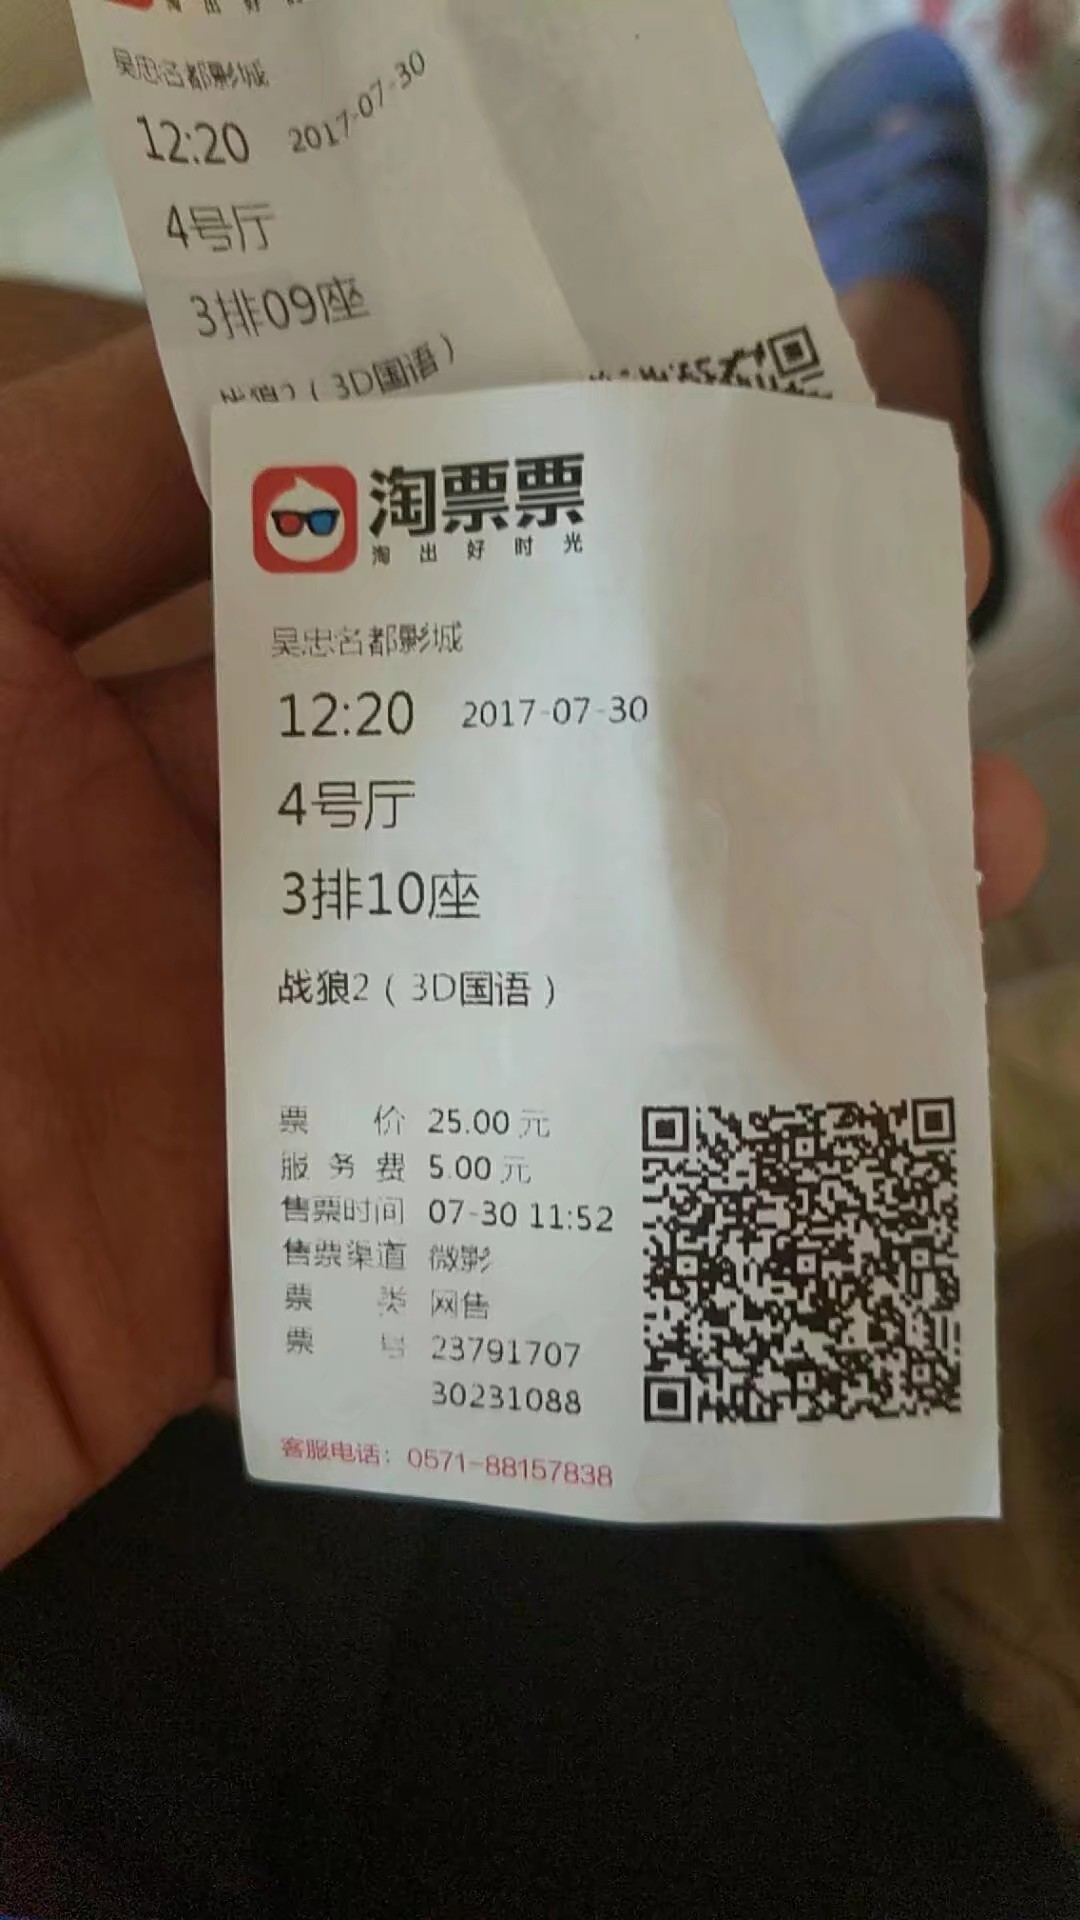 吴忠名都影城
12:20 2017-07-30
4号厅
3排09座
战狼2（3D国语）
淘票票
淘出好时光
吴忠名都影城
12:20 2017-07-30
4号厅
3排10座
战狼2（3D国语）
票价 25.00元
服务费 5.00元
售票时间 07-30 11:52
售票渠道 微影
票类 网售
票号 23791707
30231088
客服电话：0571-88157838